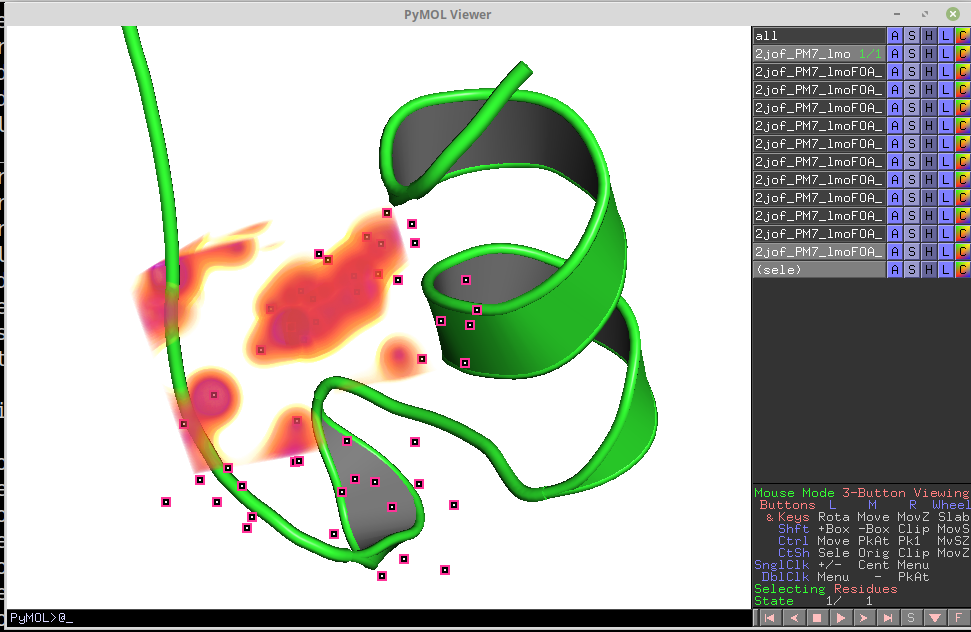 PyMOL Viewer
all A S H L C
2jof_PM7_lmo 1/1 A S H L C
2jof_PM7_lmoFOA_ A S H L C
2jof_PM7_lmoFOA_ A S H L C
2jof_PM7_lmoFOA_ A S H L C
2jof_PM7_lmoFOA_ A S H L C
2jof_PM7_lmoFOA_ A S H L C
2jof_PM7_lmoFOA_ A S H L C
2jof_PM7_lmoFOA_ A S H L C
2jof_PM7_lmoFOA_ A S H L C
2jof_PM7_lmoFOA_ A S H L C
2jof_PM7_lmoFOA_ A S H L C
2jof_PM7_lmoFOA_ A S H L C
(sele) A S H L C
Mouse Mode 3-Button Viewing
Buttons L M R Wheel
& Keys Rota Move MovZ Slab
Shft +Box -Box Clip MovS
Ctrl Move PkAt Pk1 MvSZ
CtSh Sele Orig Clip MovZ
SnglClk +/- Cent Menu
DblClk Menu - PkAt
Selecting Residues
State 1/ 1
S F
PyMOL>@_